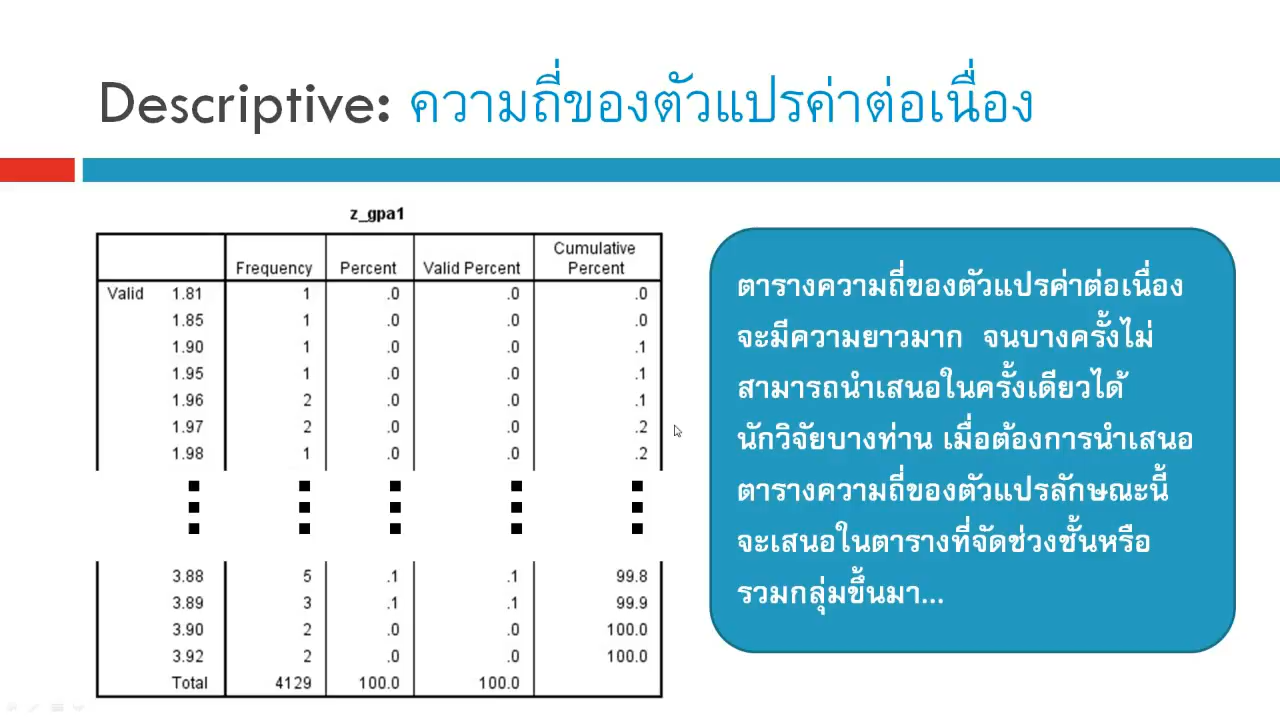 Descriptive: ความถี่ของตัวแปรค่าต่อเนื่อง
z_gpa1
Frequency Percent Valid Percent Cumulative Percent
Valid 1.81 1 .0 .0 .0
1.85 1 .0 .0 .0
1.90 1 .0 .0 .1
1.95 1 .0 .0 .1
1.96 2 .0 .0 .1
1.97 2 .0 .0 .2
1.98 1 .0 .0 .2
3.88 5 .1 .1 99.8
3.89 3 .1 .1 99.9
3.90 2 .0 .0 100.0
3.92 2 .0 .0 100.0
Total 4129 100.0 100.0
ตารางความถี่ของตัวแปรค่าต่อเนื่อง
จะมีความยาวมาก จนบางครั้งไม่
สามารถนำเสนอในครั้งเดียวได้
นักวิจัยบางท่าน เมื่อต้องการนำเสนอ
ตารางความถี่ของตัวแปรลักษณะนี้
จะเสนอในตารางที่จัดช่วงชั้นหรือ
รวมกลุ่มขึ้นมา...